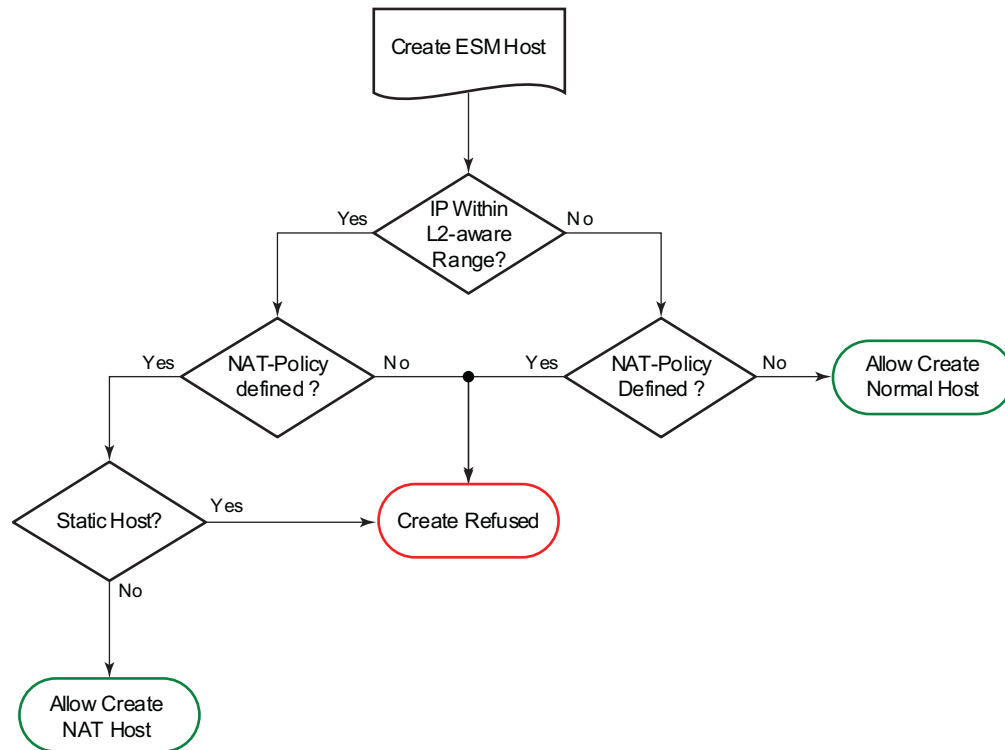 Create ESM Host
IP Within
L2-aware
Range?
Yes
No
NAT-Policy
defined ?
Yes
No
NAT-Policy
Defined ?
Yes
No
Allow Create
Normal Host
Static Host?
Yes
No
Create Refused
Allow Create
NAT Host